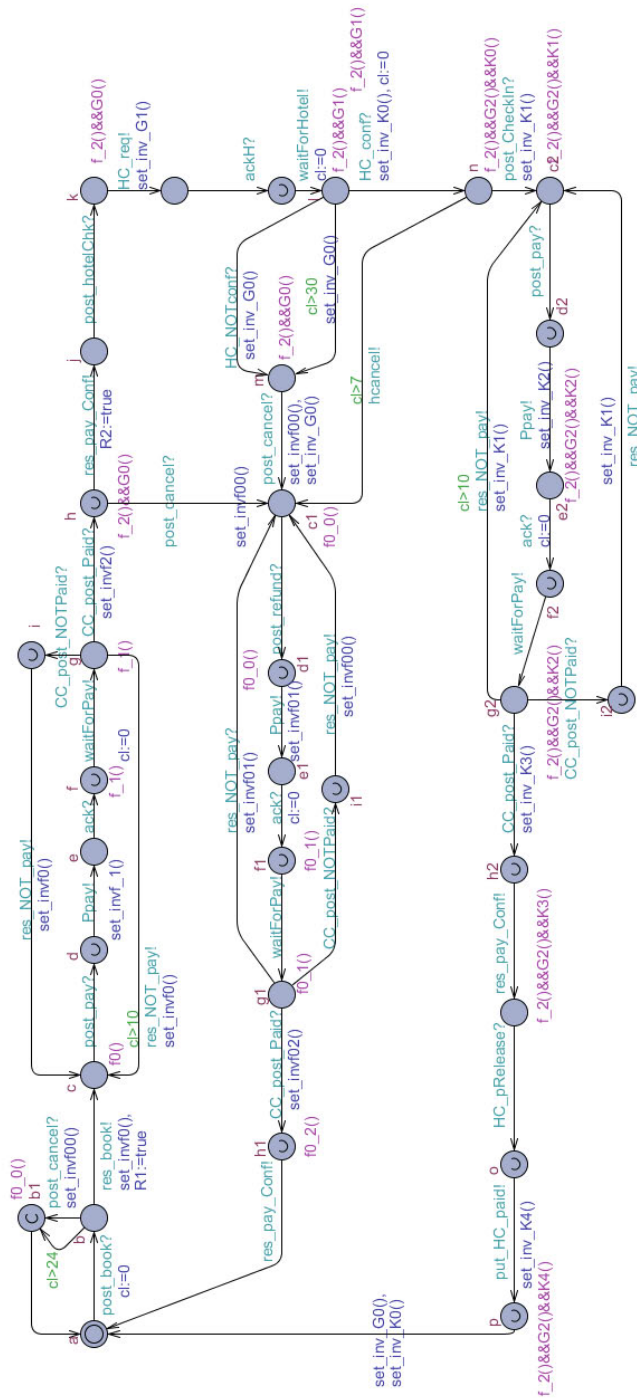 a
post_book?
cl:=0
b
cl>24
b1
f0_0()
post_cancel?
set_invf00()
res_book!
set_invf0(),
R1:=true
c
f0()
res_NOT_pay!
set_invf0()
post_pay?
d
Ppay!
set_invf_1()
e
ack?
f
f_1()
waitForPay!
cl:=0
cl>10
res_NOT_pay!
set_invf0()
g
f_1()
CC_post_NOTPaid?
i
CC_post_Paid?
set_invf2()
h
f_2()&&G0()
res_pay_Conf!
R2:=true
j
post_hotelChk?
k
f_2()&&G0()
HC_req!
set_inv_G1()
ackH?
waitForHotel!
cl:=0
l
f_2()&&G1()
f_2()&&G1()
HC_NOTconf?
set_inv_G0()
cl>30
set_inv_G0()
m
f_2()&&G0()
post_cancel?
set_invf00(),
set_inv_G0()
post_cancel?
set_invf00()
c1
f0_0()
HC_conf?
set_inv_K0(), cl:=0
n
f_2()&&G2()&&K0()
cl>7
hcancel!
post_CheckIn?
set_inv_K1()
c2
f_2()&&G2()&&K1()
post_refund?
d1
f0_0()
Ppay!
set_invf01()
e1
ack?
cl:=0
f1
f0_1()
waitForPay!
g1
f0_1()
res_NOT_pay?
set_invf01()
CC_post_NOTPaid?
i1
res_NOT_pay!
set_invf00()
CC_post_Paid?
set_invf02()
h1
f0_2()
res_pay_Conf!
post_pay?
d2
Ppay!
set_inv_K2()
e2
f_2()&&G2()&&K2()
ack?
cl:=0
f2
waitForPay!
g2
f_2()&&G2()&&K2()
cl>10
res_NOT_pay!
set_inv_K1()
CC_post_NOTPaid?
i2
set_inv_K1()
res_NOT_pay!
CC_post_Paid?
set_inv_K3()
h2
res_pay_Conf!
f_2()&&G2()&&K3()
HC_pRelease?
o
put_HC_paid!
set_inv_K4()
p
f_2()&&G2()&&K4()
set_inv_G0(),
set_inv_K0()